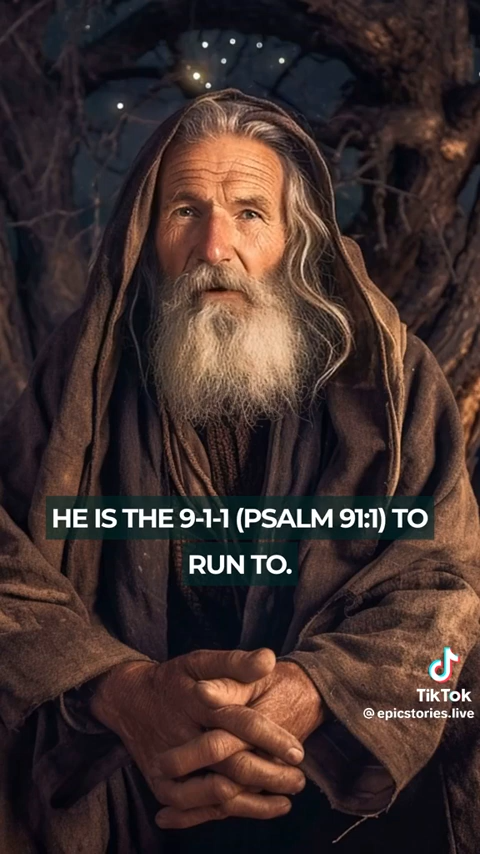 HE IS THE 9-1-1 (PSALM 91:1) TO
RUN TO.
TikTok
@epicstories.live